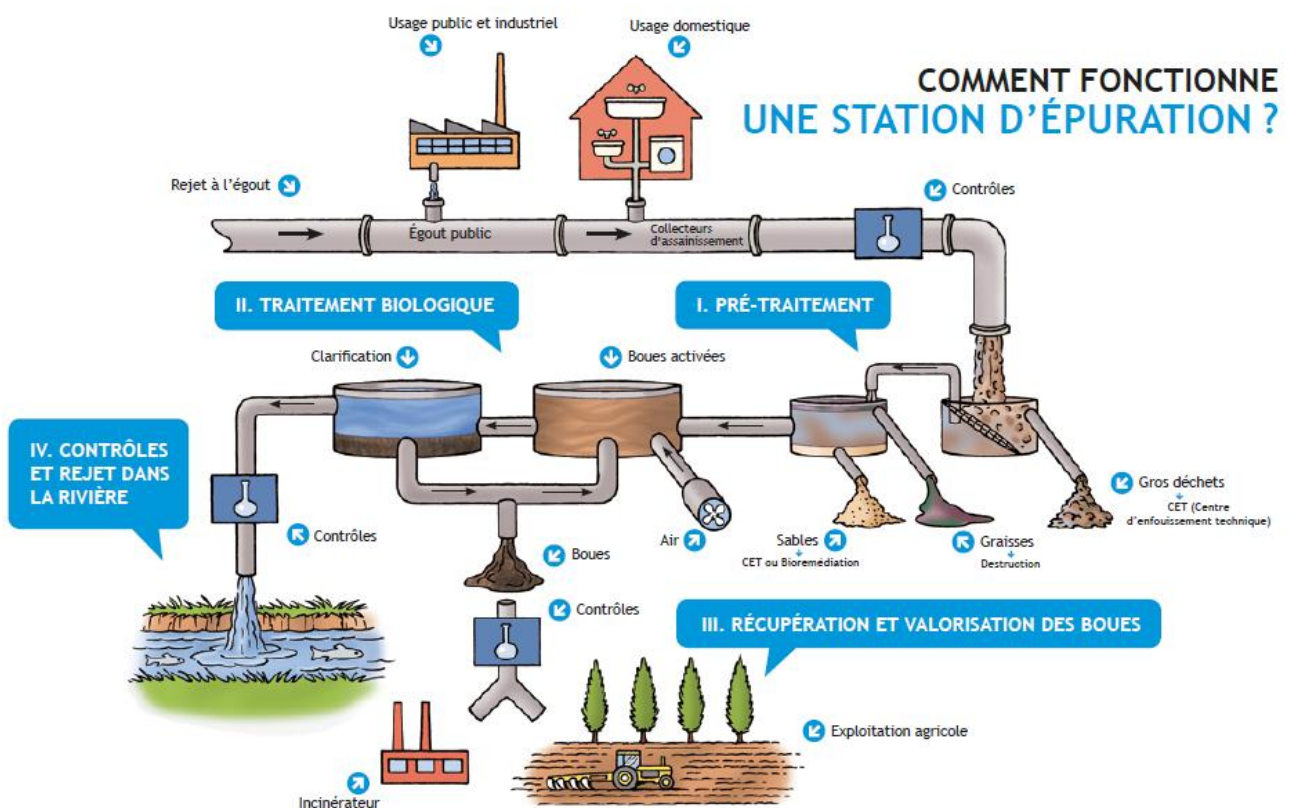 Usage public et industriel
Usage domestique
COMMENT FONCTIONNE
UNE STATION D'ÉPURATION ?
Rejet à l'égout
Contrôles
Égout public
Collecteurs
d'assainissement
II. TRAITEMENT BIOLOGIQUE
I. PRÉ-TRAITEMENT
Clarification
Boues activées
IV. CONTRÔLES
ET REJET DANS
LA RIVIÈRE
Gros déchets
CET (Centre
d'enfouissement technique)
Contrôles
Air
Sables
CET ou Bioremédiation
Graisses
Destruction
Boues
Contrôles
III. RÉCUPÉRATION ET VALORISATION DES BOUES
Exploitation agricole
Incinérateur